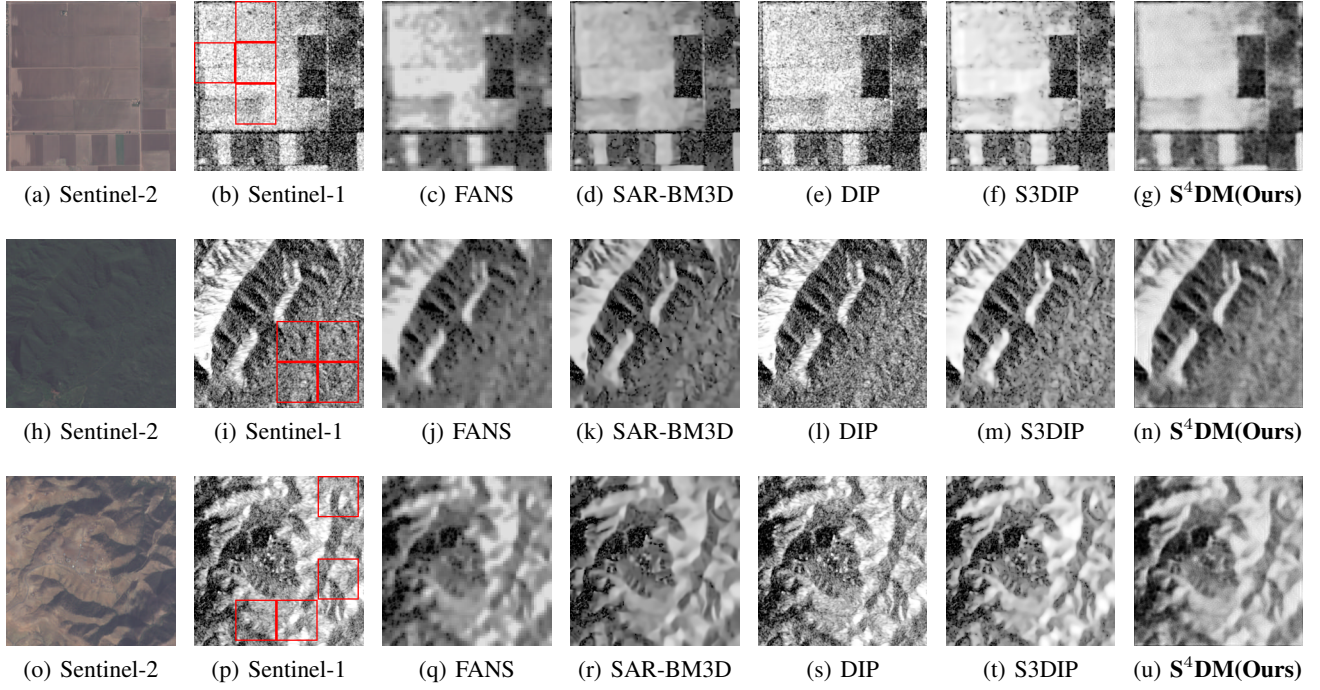 (a) Sentinel-2 (b) Sentinel-1 (c) FANS (d) SAR-BM3D (e) DIP (f) S3DIP (g) S⁴DM(Ours)
(h) Sentinel-2 (i) Sentinel-1 (j) FANS (k) SAR-BM3D (l) DIP (m) S3DIP (n) S⁴DM(Ours)
(o) Sentinel-2 (p) Sentinel-1 (q) FANS (r) SAR-BM3D (s) DIP (t) S3DIP (u) S⁴DM(Ours)